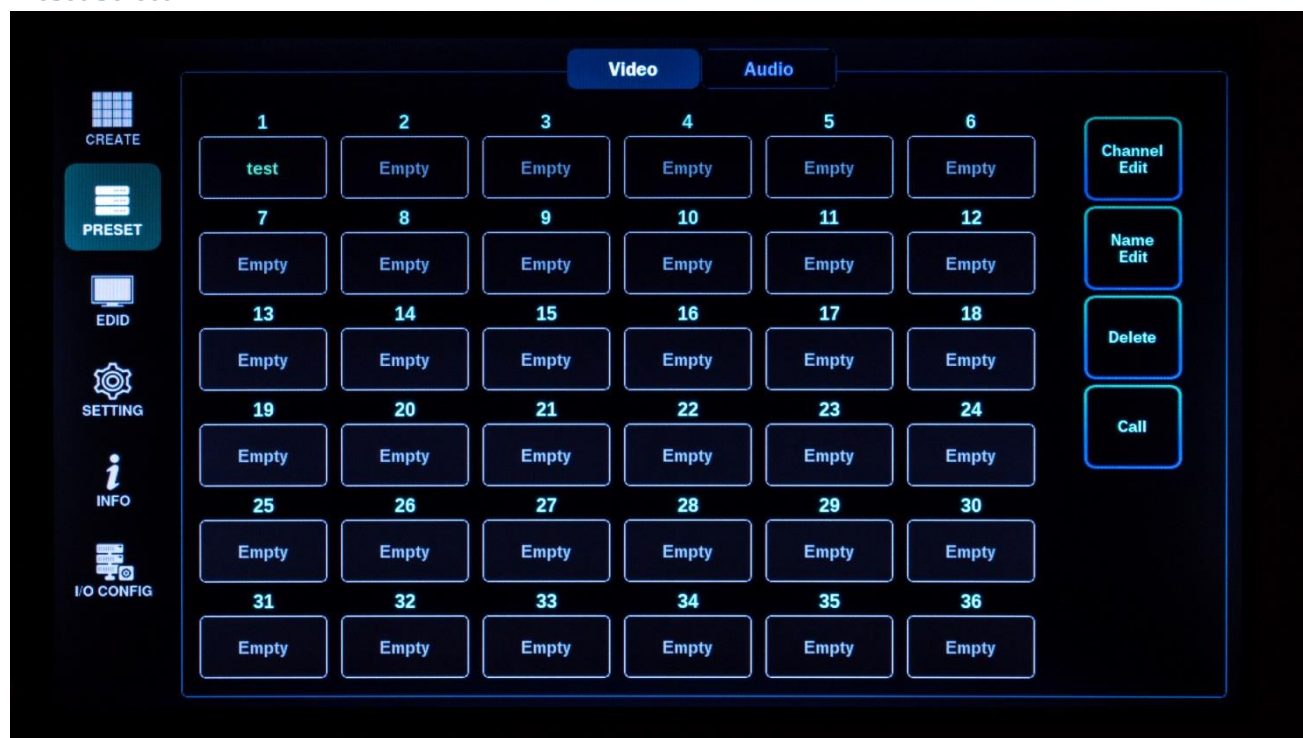 Video Audio
CREATE
PRESET
EDID
SETTING
INFO
I/O CONFIG
1 2 3 4 5 6
test Empty Empty Empty Empty Empty
7 8 9 10 11 12
Empty Empty Empty Empty Empty Empty
13 14 15 16 17 18
Empty Empty Empty Empty Empty Empty
19 20 21 22 23 24
Empty Empty Empty Empty Empty Empty
25 26 27 28 29 30
Empty Empty Empty Empty Empty Empty
31 32 33 34 35 36
Empty Empty Empty Empty Empty Empty
Channel
Edit
Name
Edit
Delete
Call